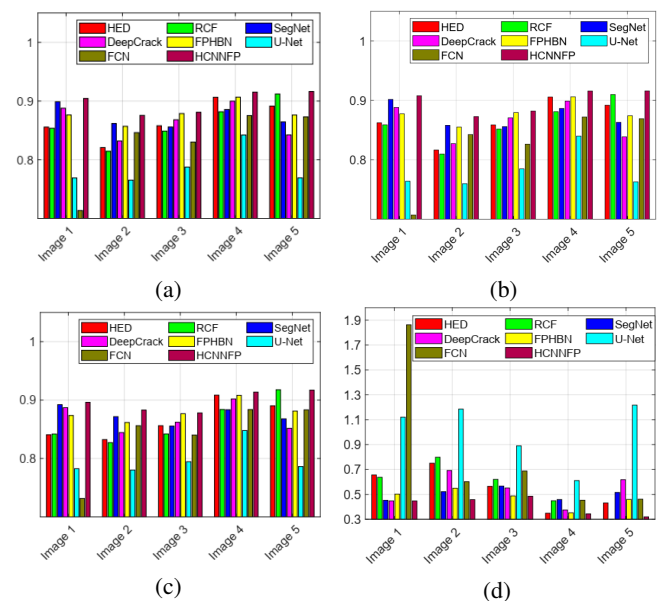 1
0.9
0.8
HED RCF SegNet
DeepCrack FPHBN U-Net
FCN HCNNFP
Image 1 Image 2 Image 3 Image 4 Image 5
(a)
1
0.9
0.8
HED RCF SegNet
DeepCrack FPHBN U-Net
FCN HCNNFP
Image 1 Image 2 Image 3 Image 4 Image 5
(b)
1
0.9
0.8
HED RCF SegNet
DeepCrack FPHBN U-Net
FCN HCNNFP
Image 1 Image 2 Image 3 Image 4 Image 5
(c)
1.9
1.7
1.5
1.3
1.1
0.9
0.7
0.5
0.3
HED RCF SegNet
DeepCrack FPHBN U-Net
FCN HCNNFP
Image 1 Image 2 Image 3 Image 4 Image 5
(d)